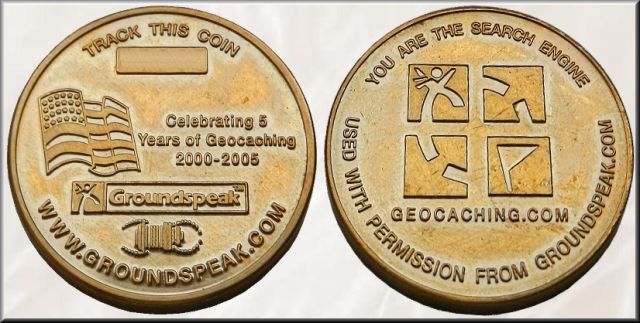 TRACK THIS COIN
Celebrating 5
Years of Geocaching
2000-2005
Groundspeak
WWW.GROUNDSPEAK.COM
YOU ARE THE SEARCH ENGINE
GEOCACHING.COM
USED WITH PERMISSION FROM GROUNDSPEAK.COM